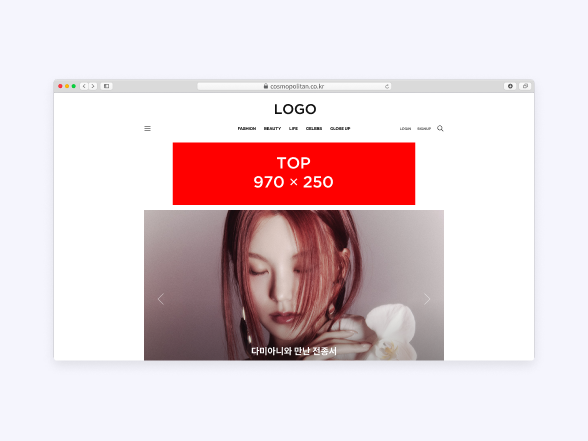 cosmopolitan.co.kr
LOGO
FASHION BEAUTY LIFE CELEBS CLOSE UP LOGIN SIGNUP
TOP
970 × 250
다미아니와 만난 전종서